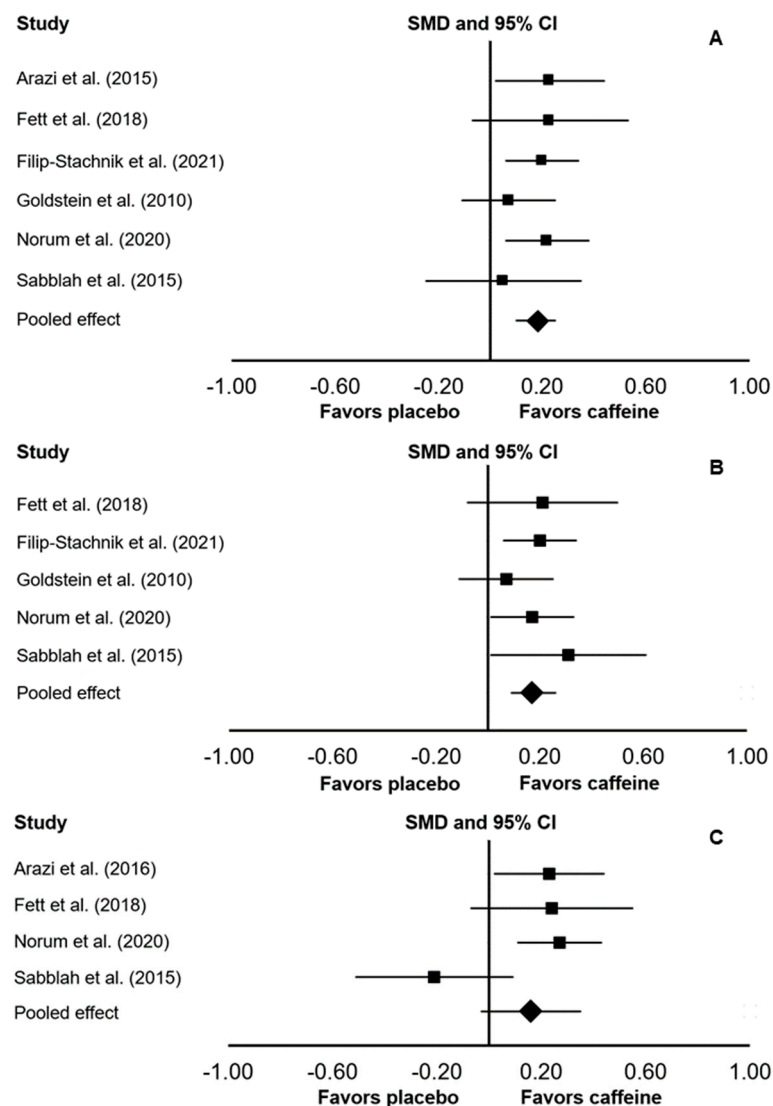 Study SMD and 95% CI A
Arazi et al. (2015)
Fett et al. (2018)
Filip-Stachnik et al. (2021)
Goldstein et al. (2010)
Norum et al. (2020)
Sabblah et al. (2015)
Pooled effect
-1.00 -0.60 -0.20 0.20 0.60 1.00
Favors placebo Favors caffeine
Study SMD and 95% CI B
Fett et al. (2018)
Filip-Stachnik et al. (2021)
Goldstein et al. (2010)
Norum et al. (2020)
Sabblah et al. (2015)
Pooled effect
-1.00 -0.60 -0.20 0.20 0.60 1.00
Favors placebo Favors caffeine
Study SMD and 95% CI C
Arazi et al. (2016)
Fett et al. (2018)
Norum et al. (2020)
Sabblah et al. (2015)
Pooled effect
-1.00 -0.60 -0.20 0.20 0.60 1.00
Favors placebo Favors caffeine